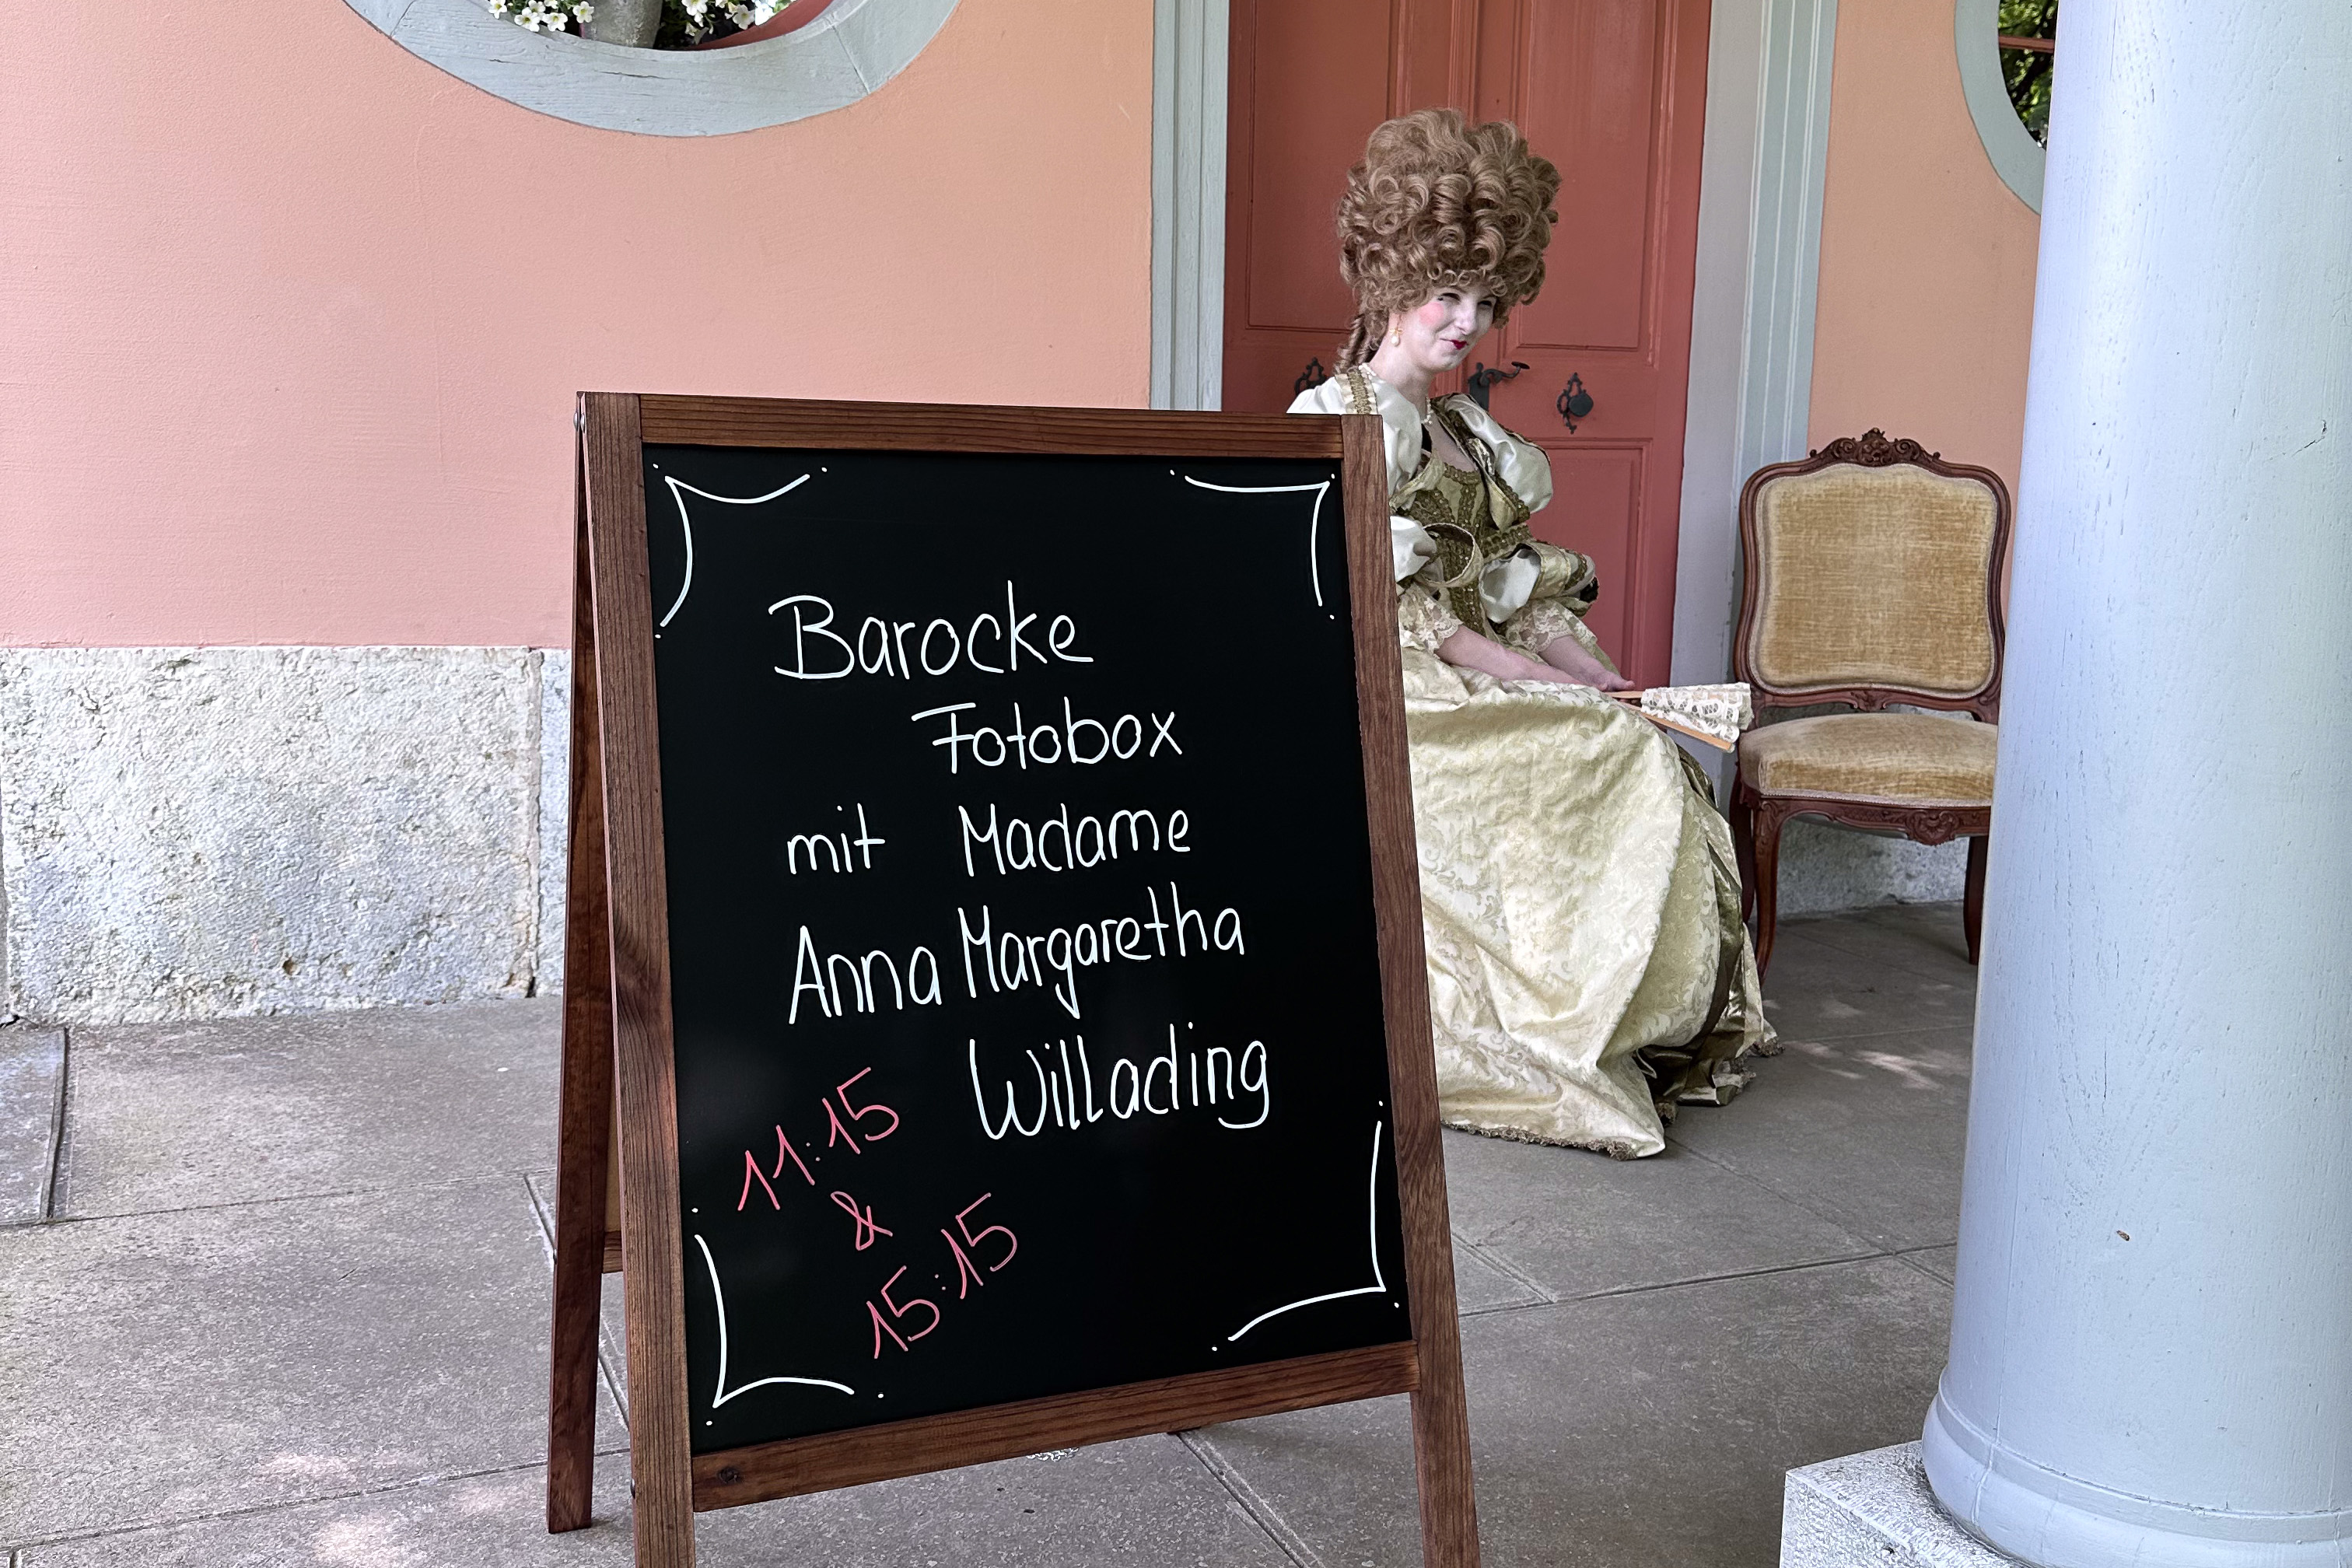 Barocke
Fotobox
mit Madame
Anna Margaretha
Willading
11:15
&
15:15